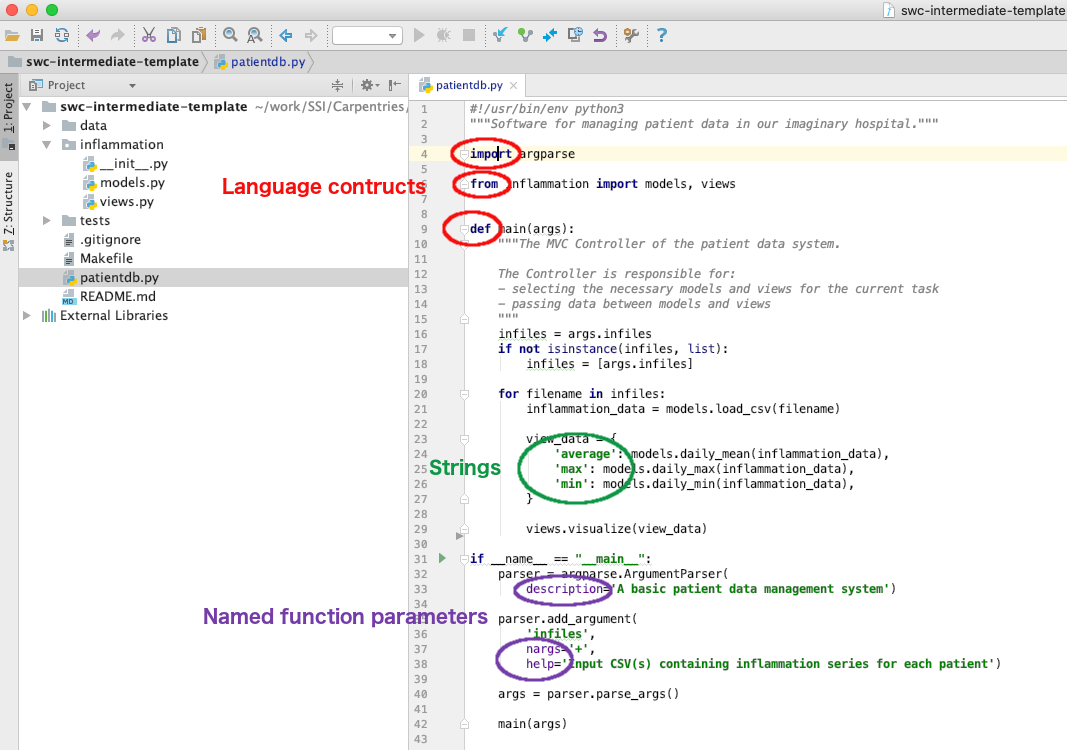 swc-intermediate-template
swc-intermediate-template patientdb.py
Project
patientdb.py
1: Project
Z: Structure
swc-intermediate-template ~/work/SSI/Carpentries/
data
inflammation
__init__.py
models.py
views.py
tests
.gitignore
Makefile
patientdb.py
README.md
External Libraries
Language contructs
Strings
Named function parameters
1 #!/usr/bin/env python3
2 """Software for managing patient data in our imaginary hospital."""
3
4 import argparse
5
6 from inflammation import models, views
7
8
9 def main(args):
10 """The MVC Controller of the patient data system.
11
12 The Controller is responsible for:
13 - selecting the necessary models and views for the current task
14 - passing data between models and views
15 """
16 infiles = args.infiles
17 if not isinstance(infiles, list):
18 infiles = [args.infiles]
19
20 for filename in infiles:
21 inflammation_data = models.load_csv(filename)
22
23 view_data = {
24 'average': models.daily_mean(inflammation_data),
25 'max': models.daily_max(inflammation_data),
26 'min': models.daily_min(inflammation_data),
27 }
28
29 views.visualize(view_data)
30
31 if __name__ == "__main__":
32 parser = argparse.ArgumentParser(
33 description='A basic patient data management system')
34
35 parser.add_argument(
36 'infiles',
37 nargs='+',
38 help='Input CSV(s) containing inflammation series for each patient')
39
40 args = parser.parse_args()
41
42 main(args)
43